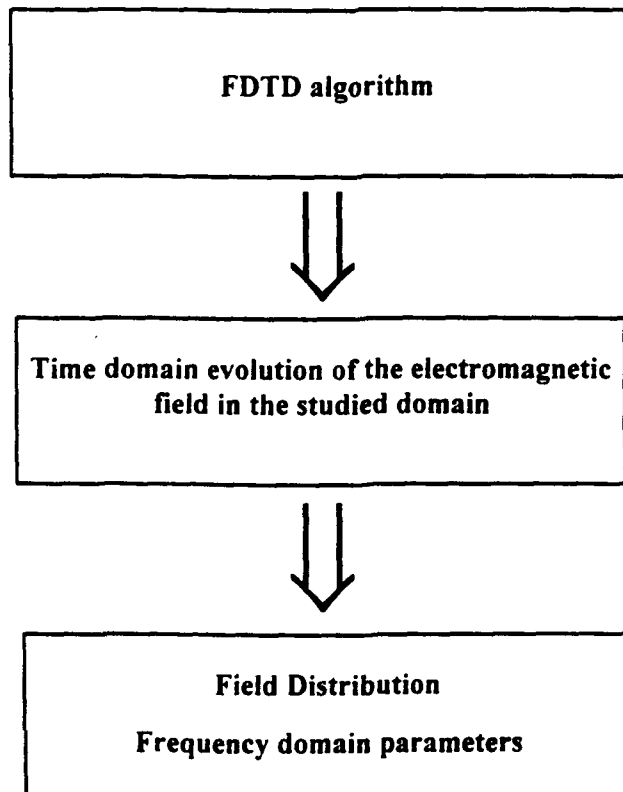 FDTD algorithm
Time domain evolution of the electromagnetic
field in the studied domain
Field Distribution
Frequency domain parameters